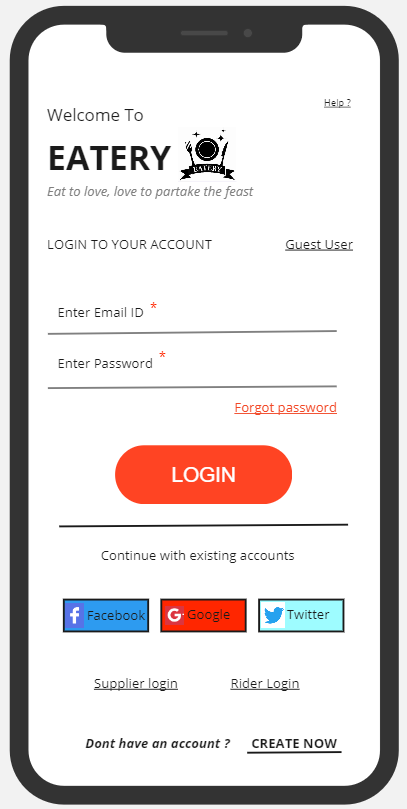 Help ?
Welcome To
EATERY
EATERY
Eat to love, love to partake the feast
LOGIN TO YOUR ACCOUNT Guest User
Enter Email ID *
Enter Password *
Forgot password
LOGIN
Continue with existing accounts
f Facebook G Google Twitter
Supplier login Rider Login
Dont have an account ? CREATE NOW